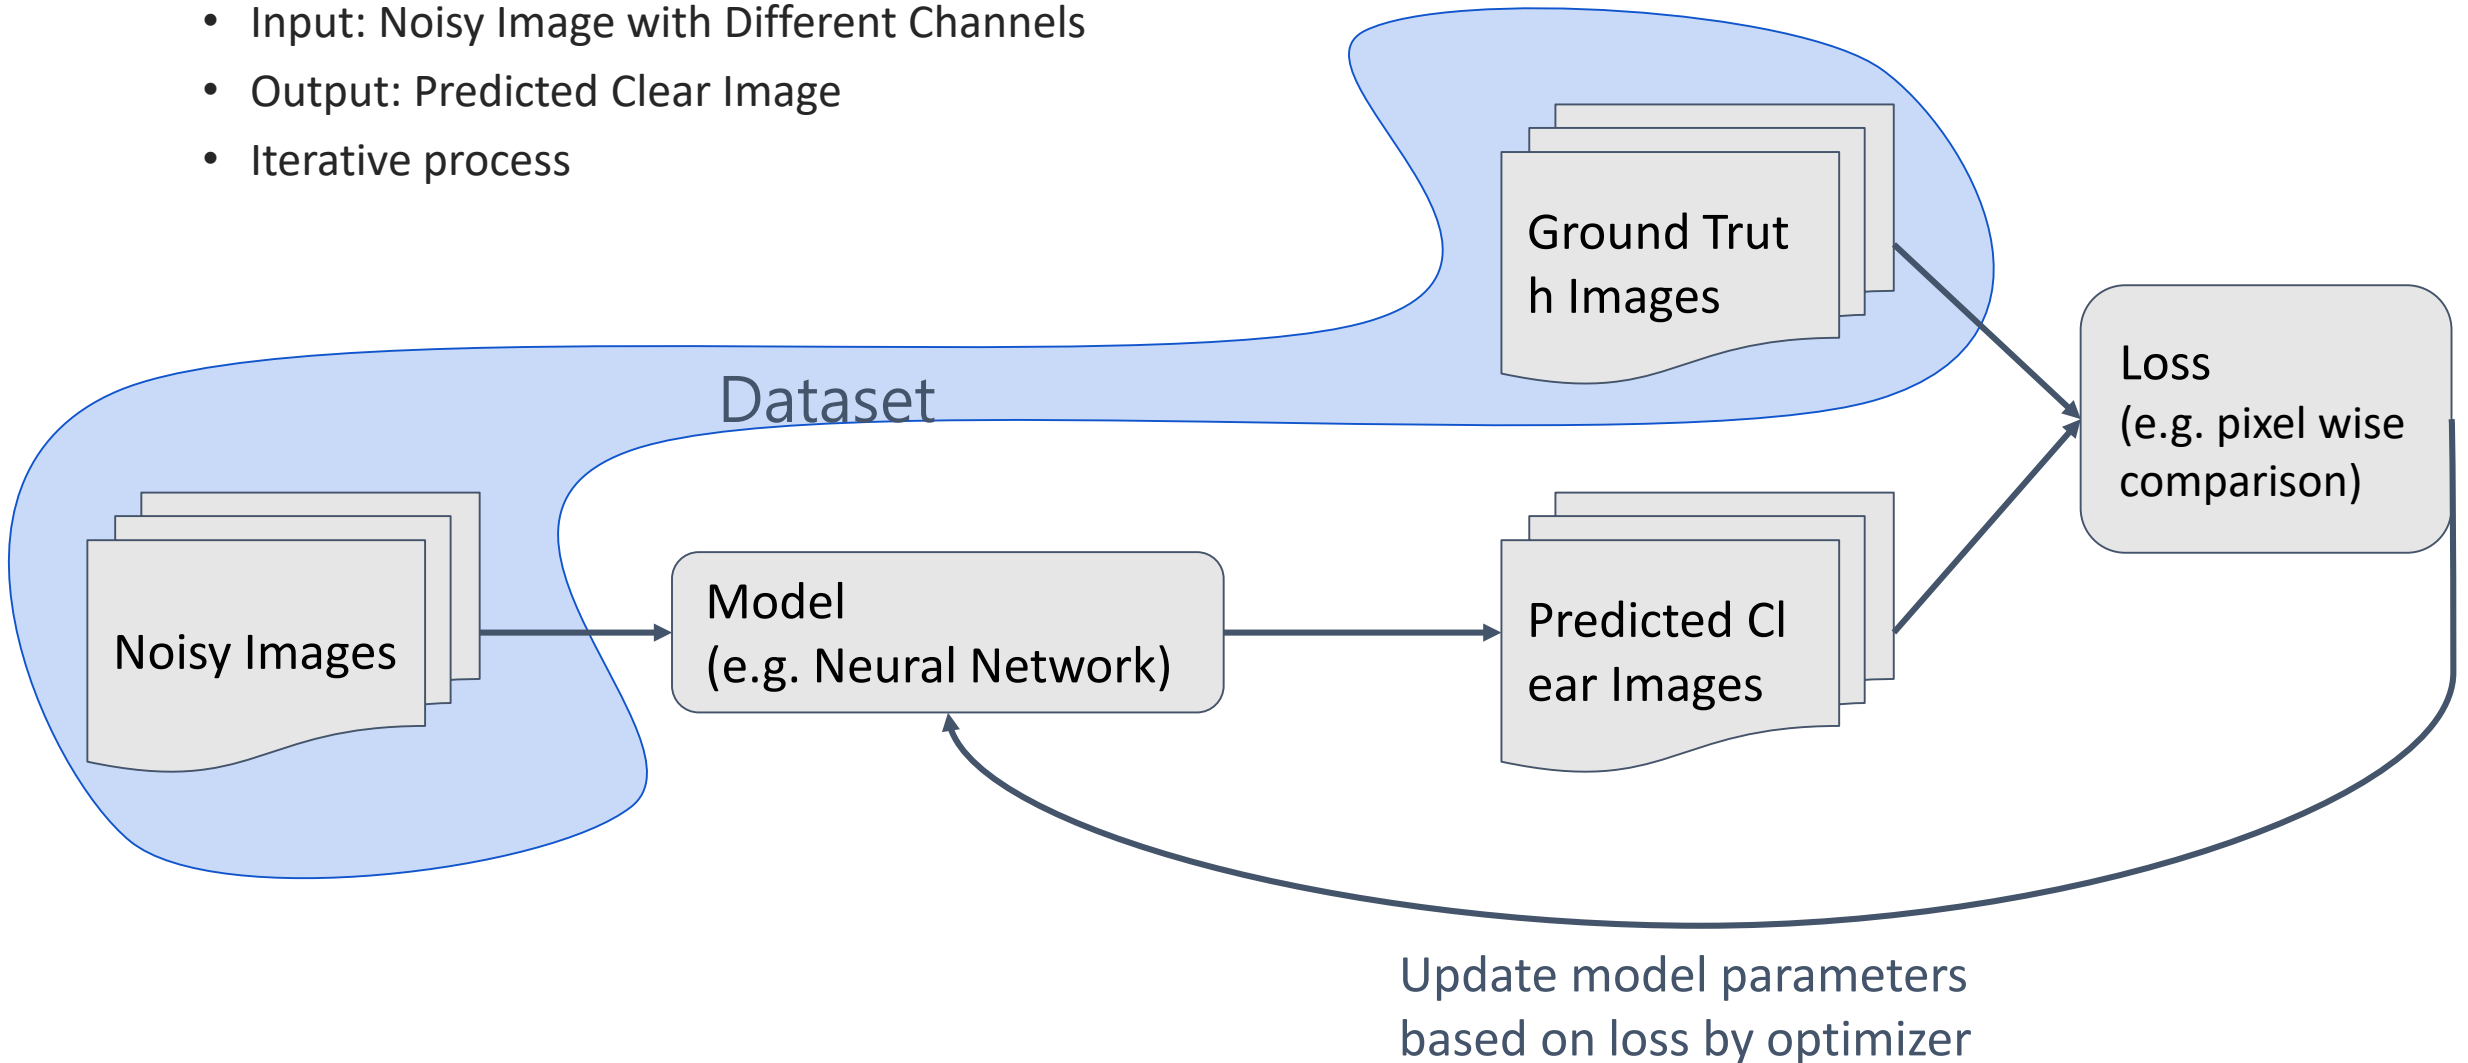 • Input: Noisy Image with Different Channels
• Output: Predicted Clear Image
• Iterative process
Ground Trut
h Images
Loss
(e.g. pixel wise
comparison)
Dataset
Noisy Images
Model
(e.g. Neural Network)
Predicted Cl
ear Images
Update model parameters
based on loss by optimizer